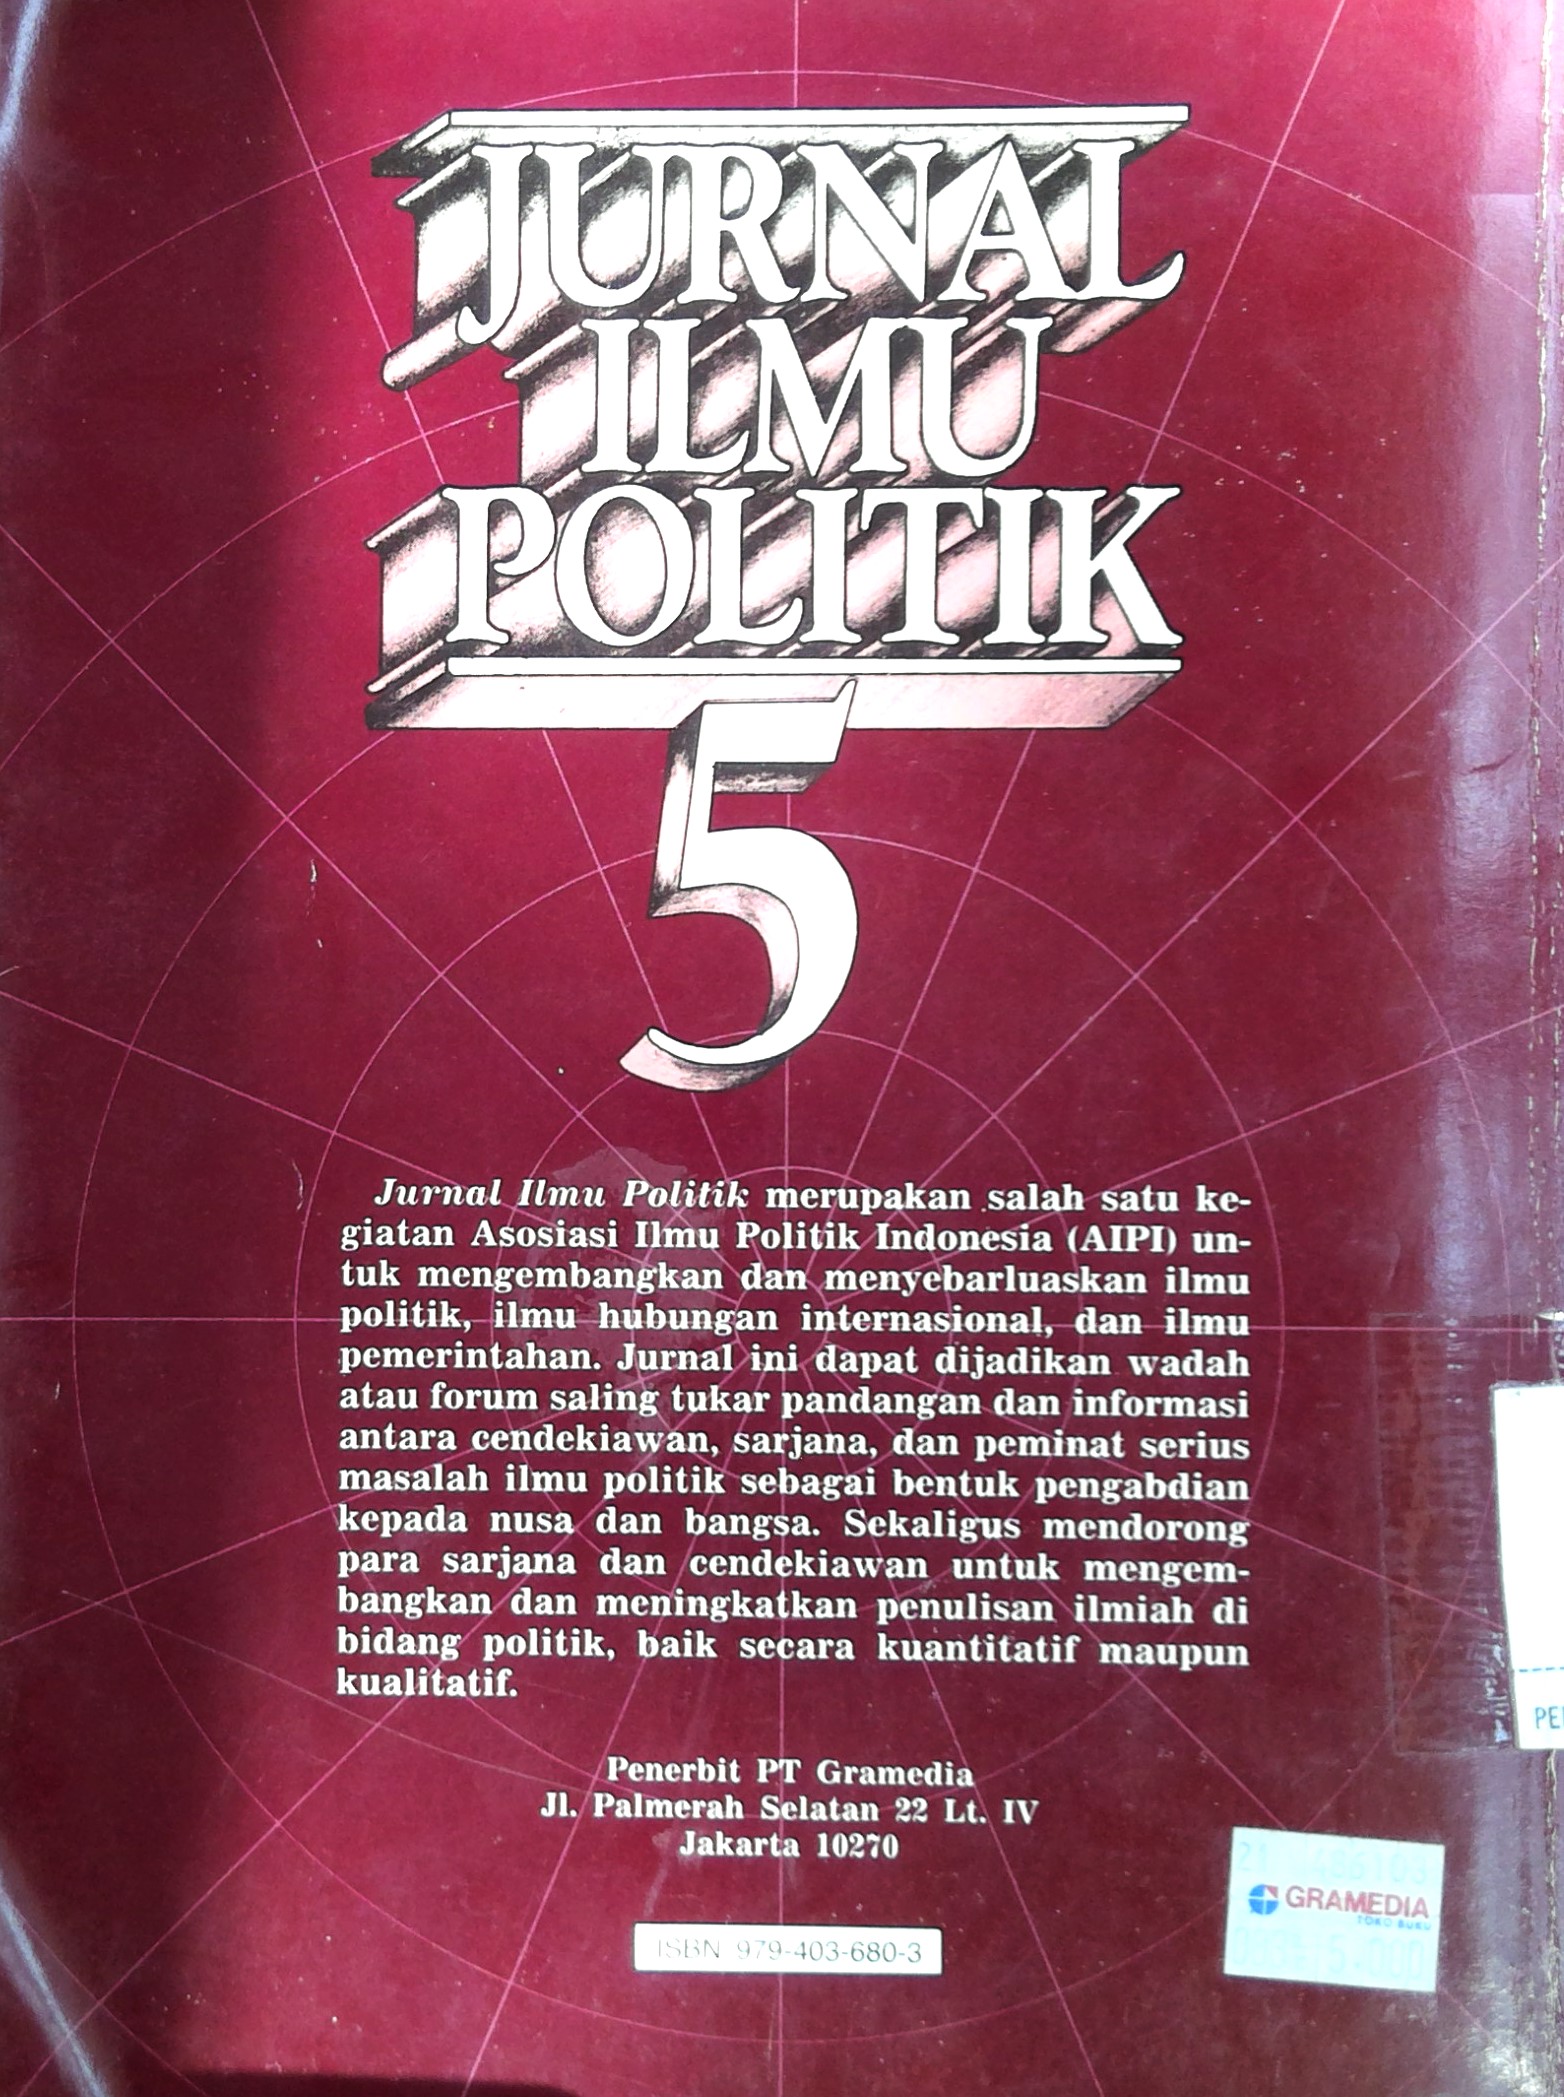 JURNAL
ILMU
POLITIK
5
Jurnal Ilmu Politik merupakan salah satu ke-
giatan Asosiasi Ilmu Politik Indonesia (AIPI) un-
tuk mengembangkan dan menyebarluaskan ilmu
politik, ilmu hubungan internasional, dan ilmu
pemerintahan. Jurnal ini dapat dijadikan wadah
atau forum saling tukar pandangan dan informasi
antara cendekiawan, sarjana, dan peminat serius
masalah ilmu politik sebagai bentuk pengabdian
kepada nusa dan bangsa. Sekaligus mendorong
para sarjana dan cendekiawan untuk mengem-
bangkan dan meningkatkan penulisan ilmiah di
bidang politik, baik secara kuantitatif maupun
kualitatif.
Penerbit PT Gramedia
Jl. Palmerah Selatan 22 Lt. IV
Jakarta 10270
ISBN 979-403-680-3
GRAMEDIA
TOKO BUKU